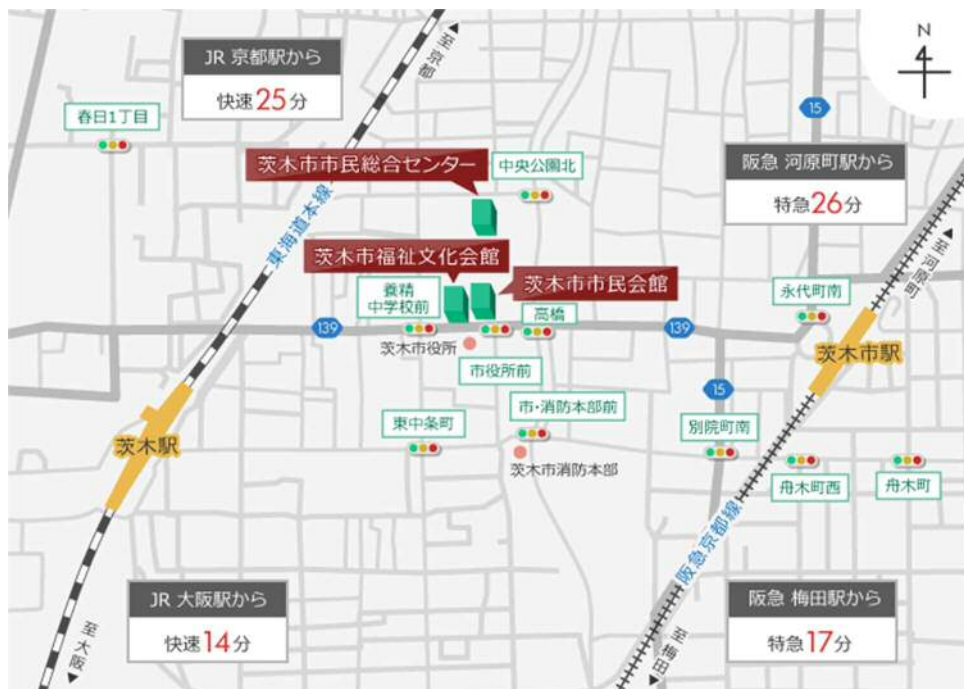 N
JR 京都駅から
快速25分
至京都
15
春日1丁目
茨木市市民総合センター
中央公園北
阪急 河原町駅から
特急26分
東海道本線
至河原町
茨木市福祉文化会館
茨木市市民会館
養精
中学校前
高橋
永代町南
139
139
茨木市役所
茨木市駅
市役所前
15
東中条町
市・消防本部前
別院町南
茨木駅
茨木市消防本部
舟木町西
舟木町
阪急京都線
JR 大阪駅から
快速14分
阪急 梅田駅から
特急17分
至大阪
至梅田